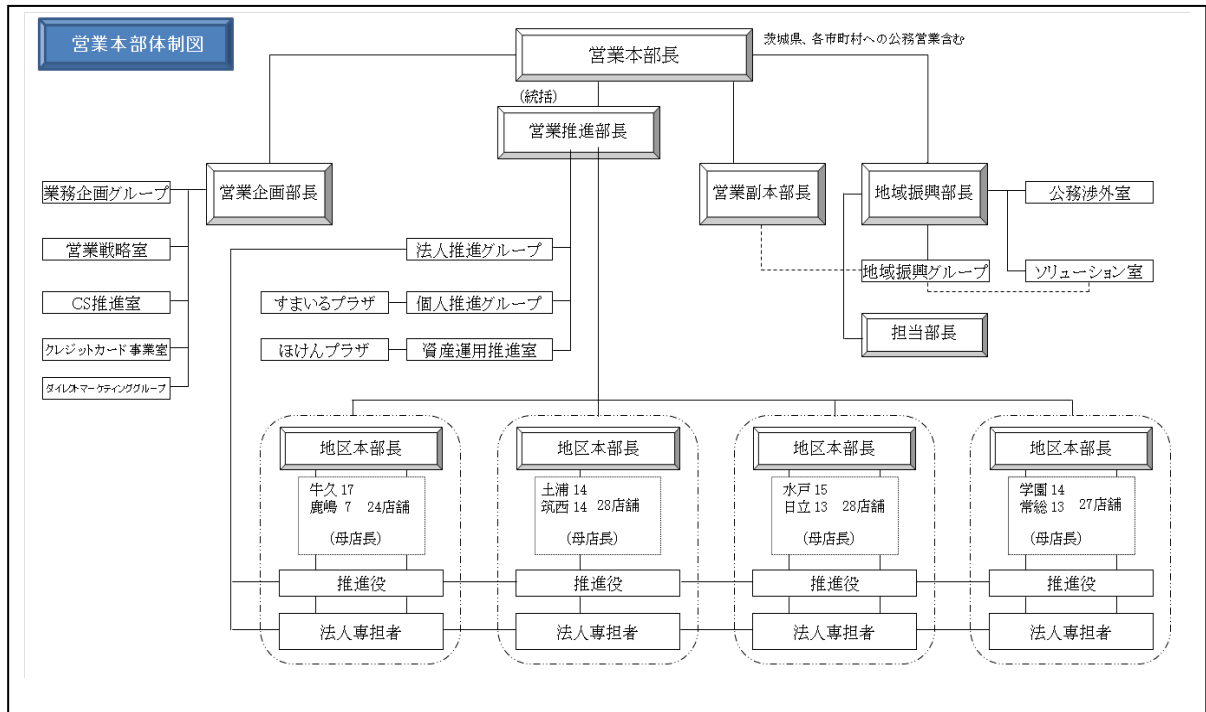 営業本部体制図
営業本部長
茨城県、各市町村への公務営業含む
(統括)
営業推進部長
営業企画部長
営業副本部長
地域振興部長
業務企画グループ
営業戦略室
CS推進室
クレジットカード事業室
ダイレクトマーケティンググループ
法人推進グループ
すまいるプラザ
個人推進グループ
ほけんプラザ
資産運用推進室
公務渉外室
地域振興グループ
ソリューション室
担当部長
地区本部長
牛久 17
鹿嶋 7 24店舗
(母店長)
推進役
法人専担者
地区本部長
土浦 14
筑西 14 28店舗
(母店長)
推進役
法人専担者
地区本部長
水戸 15
日立 13 28店舗
(母店長)
推進役
法人専担者
地区本部長
学園 14
常総 13 27店舗
(母店長)
推進役
法人専担者